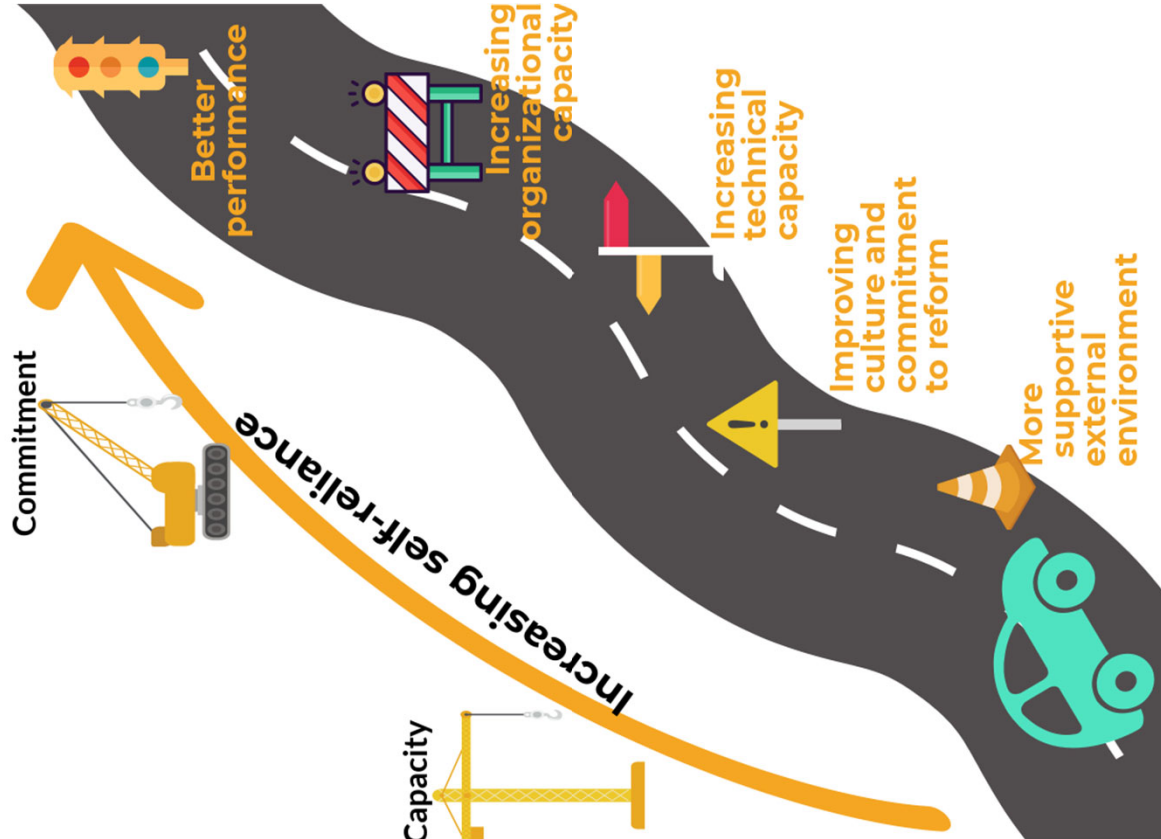 Commitment
Capacity
Increasing self-reliance
Better
performance
Increasing
organizational
capacity
Increasing
technical
capacity
Improving
culture and
commitment
to reform
More
supportive
external
environment